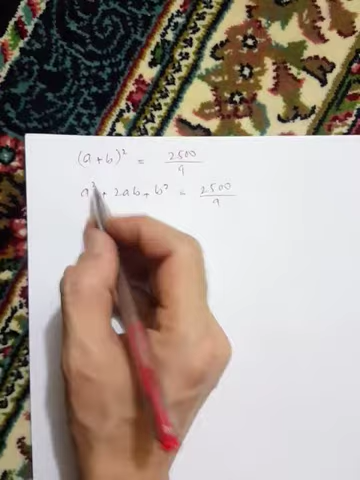 (a+b)² = 2500/9
a² + 2ab + b² = 2500/9